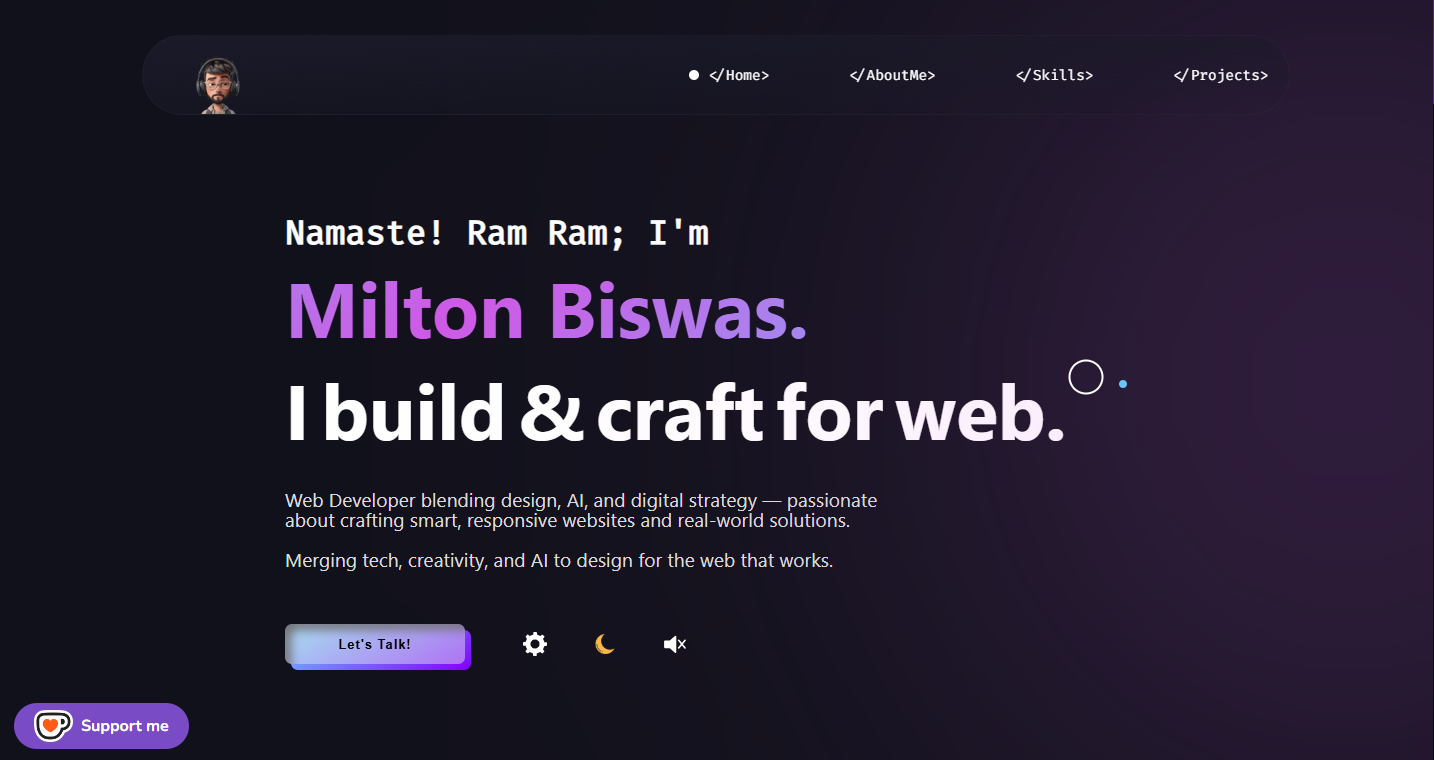 </Home>
</AboutMe>
</Skills>
</Projects>
Namaste! Ram Ram; I'm
Milton Biswas.
I build & craft for web.
Web Developer blending design, AI, and digital strategy — passionate
about crafting smart, responsive websites and real-world solutions.
Merging tech, creativity, and AI to design for the web that works.
Let's Talk!
Support me